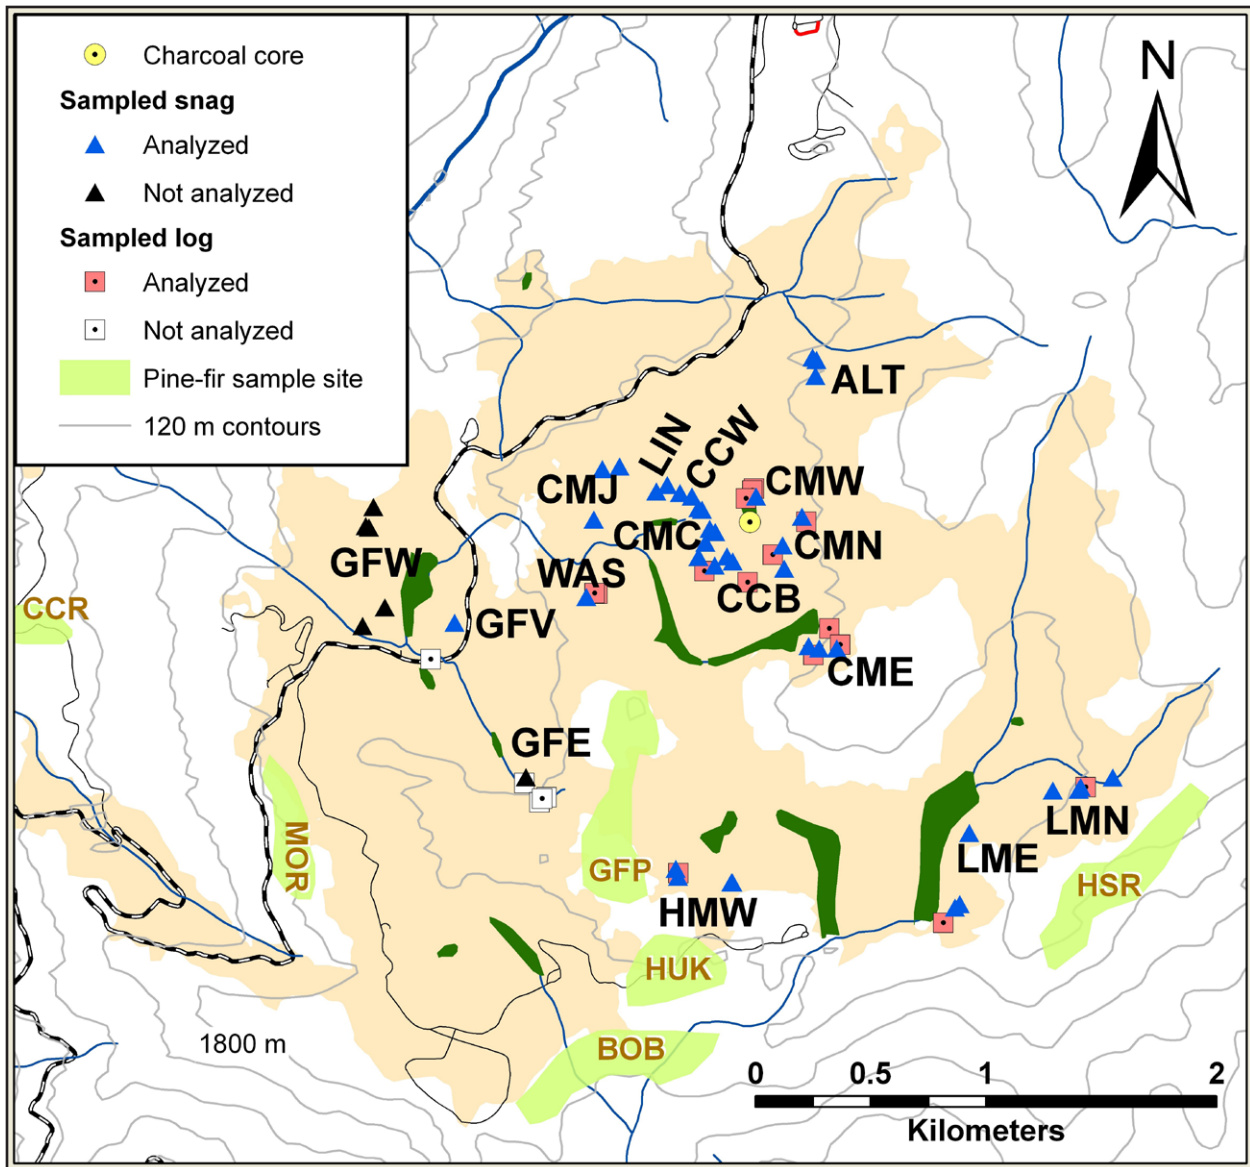 Charcoal core
Sampled snag
Analyzed
Not analyzed
Sampled log
Analyzed
Not analyzed
Pine-fir sample site
120 m contours
N
ALT
LIN
CCW
CMJ
CMW
CMC
CMN
GFW
WAS
CCB
CCR
GFV
CME
GFE
LMN
MOR
GFP
LME
HSR
HMW
HUK
1800 m
BOB
0 0.5 1 2
Kilometers